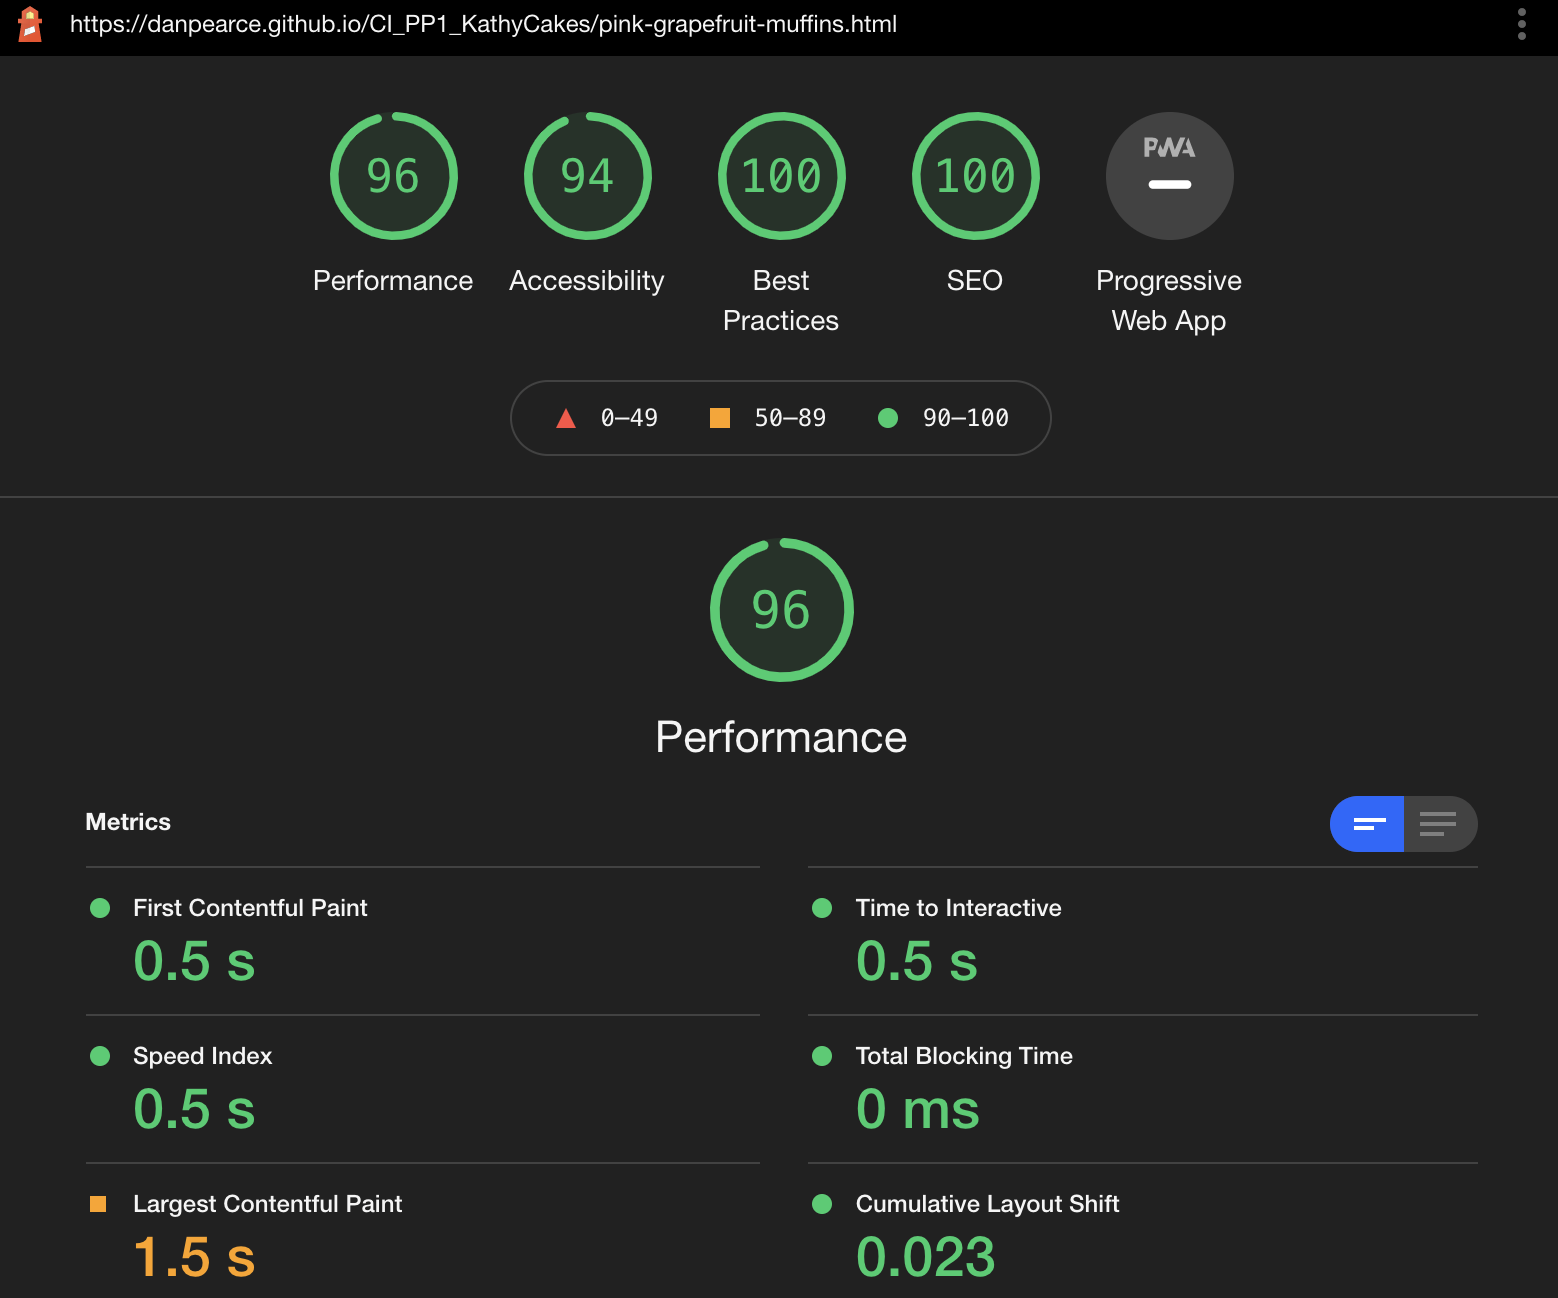 https://danpearce.github.io/CI_PP1_KathyCakes/pink-grapefruit-muffins.html
96
94
100
100
PWA
Performance
Accessibility
Best
Practices
SEO
Progressive
Web App
0–49
50–89
90–100
96
Performance
Metrics
First Contentful Paint
0.5 s
Time to Interactive
0.5 s
Speed Index
0.5 s
Total Blocking Time
0 ms
Largest Contentful Paint
1.5 s
Cumulative Layout Shift
0.023